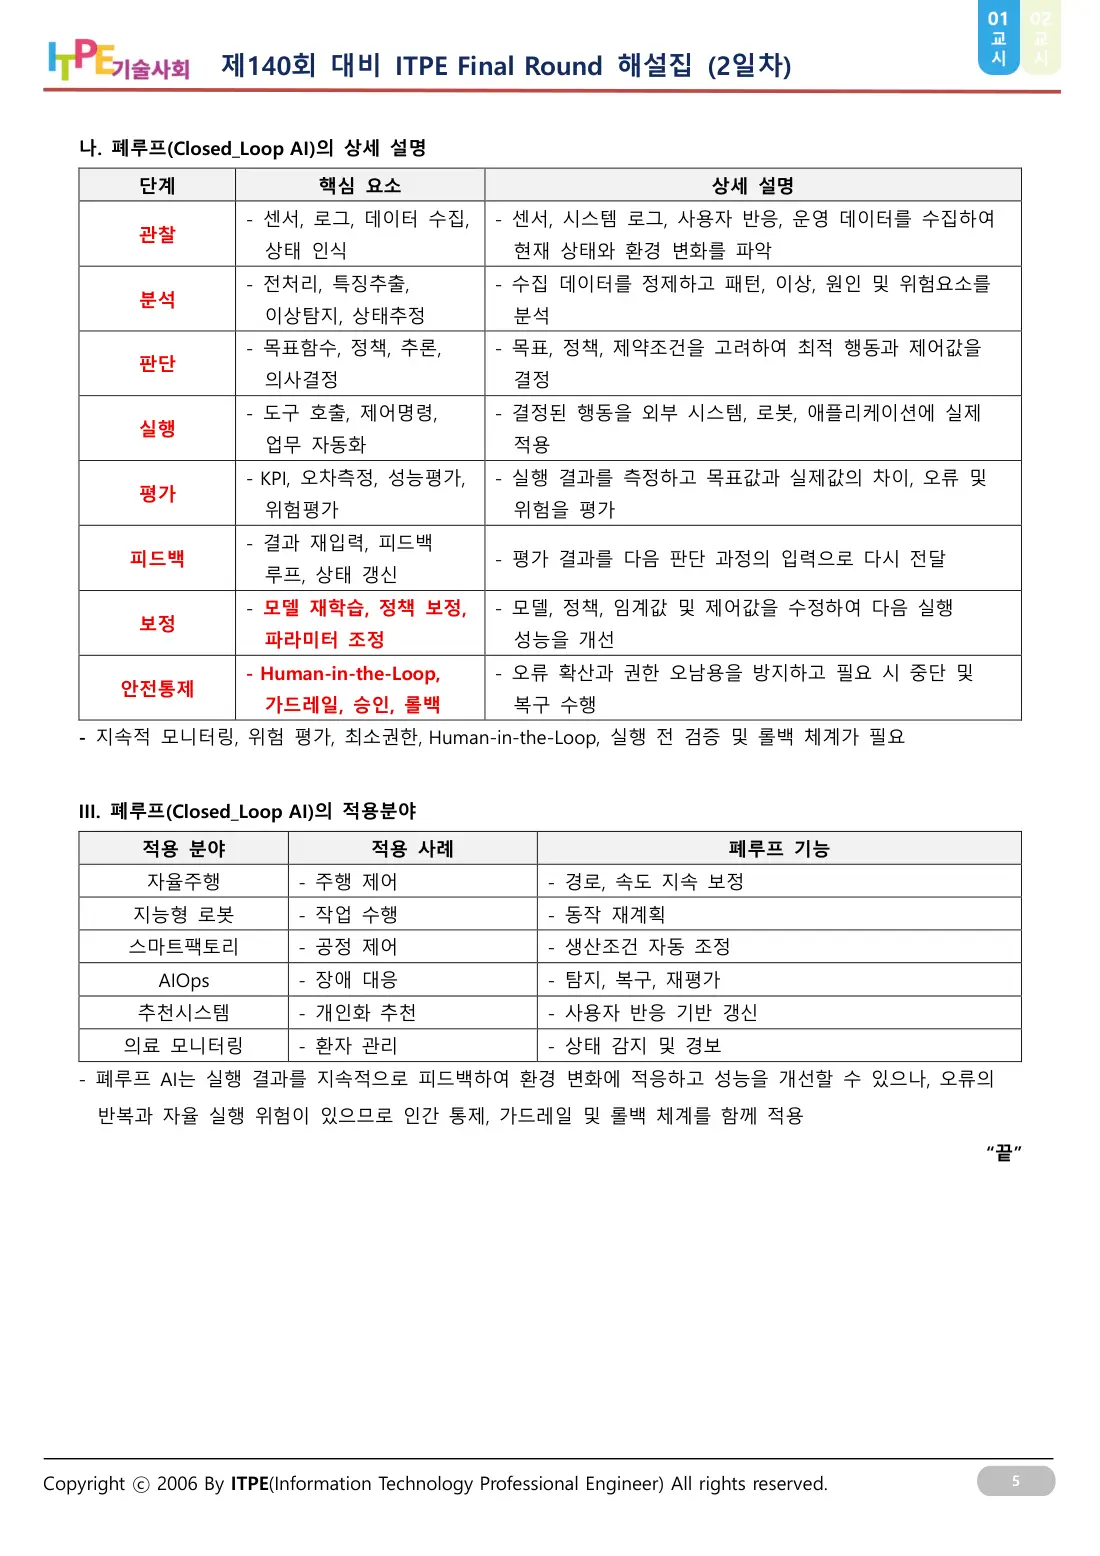 01
교
시
02
교
시
ITPE기술사회 제140회 대비 ITPE Final Round 해설집 (2일차)
나. 폐루프(Closed_Loop AI)의 상세 설명
단계 핵심 요소 상세 설명
관찰
- 센서, 로그, 데이터 수집,
상태 인식
- 센서, 시스템 로그, 사용자 반응, 운영 데이터를 수집하여
현재 상태와 환경 변화를 파악
분석
- 전처리, 특징추출,
이상탐지, 상태추정
- 수집 데이터를 정제하고 패턴, 이상, 원인 및 위험요소를
분석
판단
- 목표함수, 정책, 추론,
의사결정
- 목표, 정책, 제약조건을 고려하여 최적 행동과 제어값을
결정
실행
- 도구 호출, 제어명령,
업무 자동화
- 결정된 행동을 외부 시스템, 로봇, 애플리케이션에 실제
적용
평가
- KPI, 오차측정, 성능평가,
위험평가
- 실행 결과를 측정하고 목표값과 실제값의 차이, 오류 및
위험을 평가
피드백
- 결과 재입력, 피드백
루프, 상태 갱신
- 평가 결과를 다음 판단 과정의 입력으로 다시 전달
보정
- 모델 재학습, 정책 보정,
파라미터 조정
- 모델, 정책, 임계값 및 제어값을 수정하여 다음 실행
성능을 개선
안전통제
- Human-in-the-Loop,
가드레일, 승인, 롤백
- 오류 확산과 권한 오남용을 방지하고 필요 시 중단 및
복구 수행
- 지속적 모니터링, 위험 평가, 최소권한, Human-in-the-Loop, 실행 전 검증 및 롤백 체계가 필요
III. 폐루프(Closed_Loop AI)의 적용분야
적용 분야 적용 사례 폐루프 기능
자율주행 - 주행 제어 - 경로, 속도 지속 보정
지능형 로봇 - 작업 수행 - 동작 재계획
스마트팩토리 - 공정 제어 - 생산조건 자동 조정
AIOps - 장애 대응 - 탐지, 복구, 재평가
추천시스템 - 개인화 추천 - 사용자 반응 기반 갱신
의료 모니터링 - 환자 관리 - 상태 감지 및 경보
- 폐루프 AI는 실행 결과를 지속적으로 피드백하여 환경 변화에 적응하고 성능을 개선할 수 있으나, 오류의
반복과 자율 실행 위험이 있으므로 인간 통제, 가드레일 및 롤백 체계를 함께 적용
“끝”
Copyright ⓒ 2006 By ITPE(Information Technology Professional Engineer) All rights reserved.
5